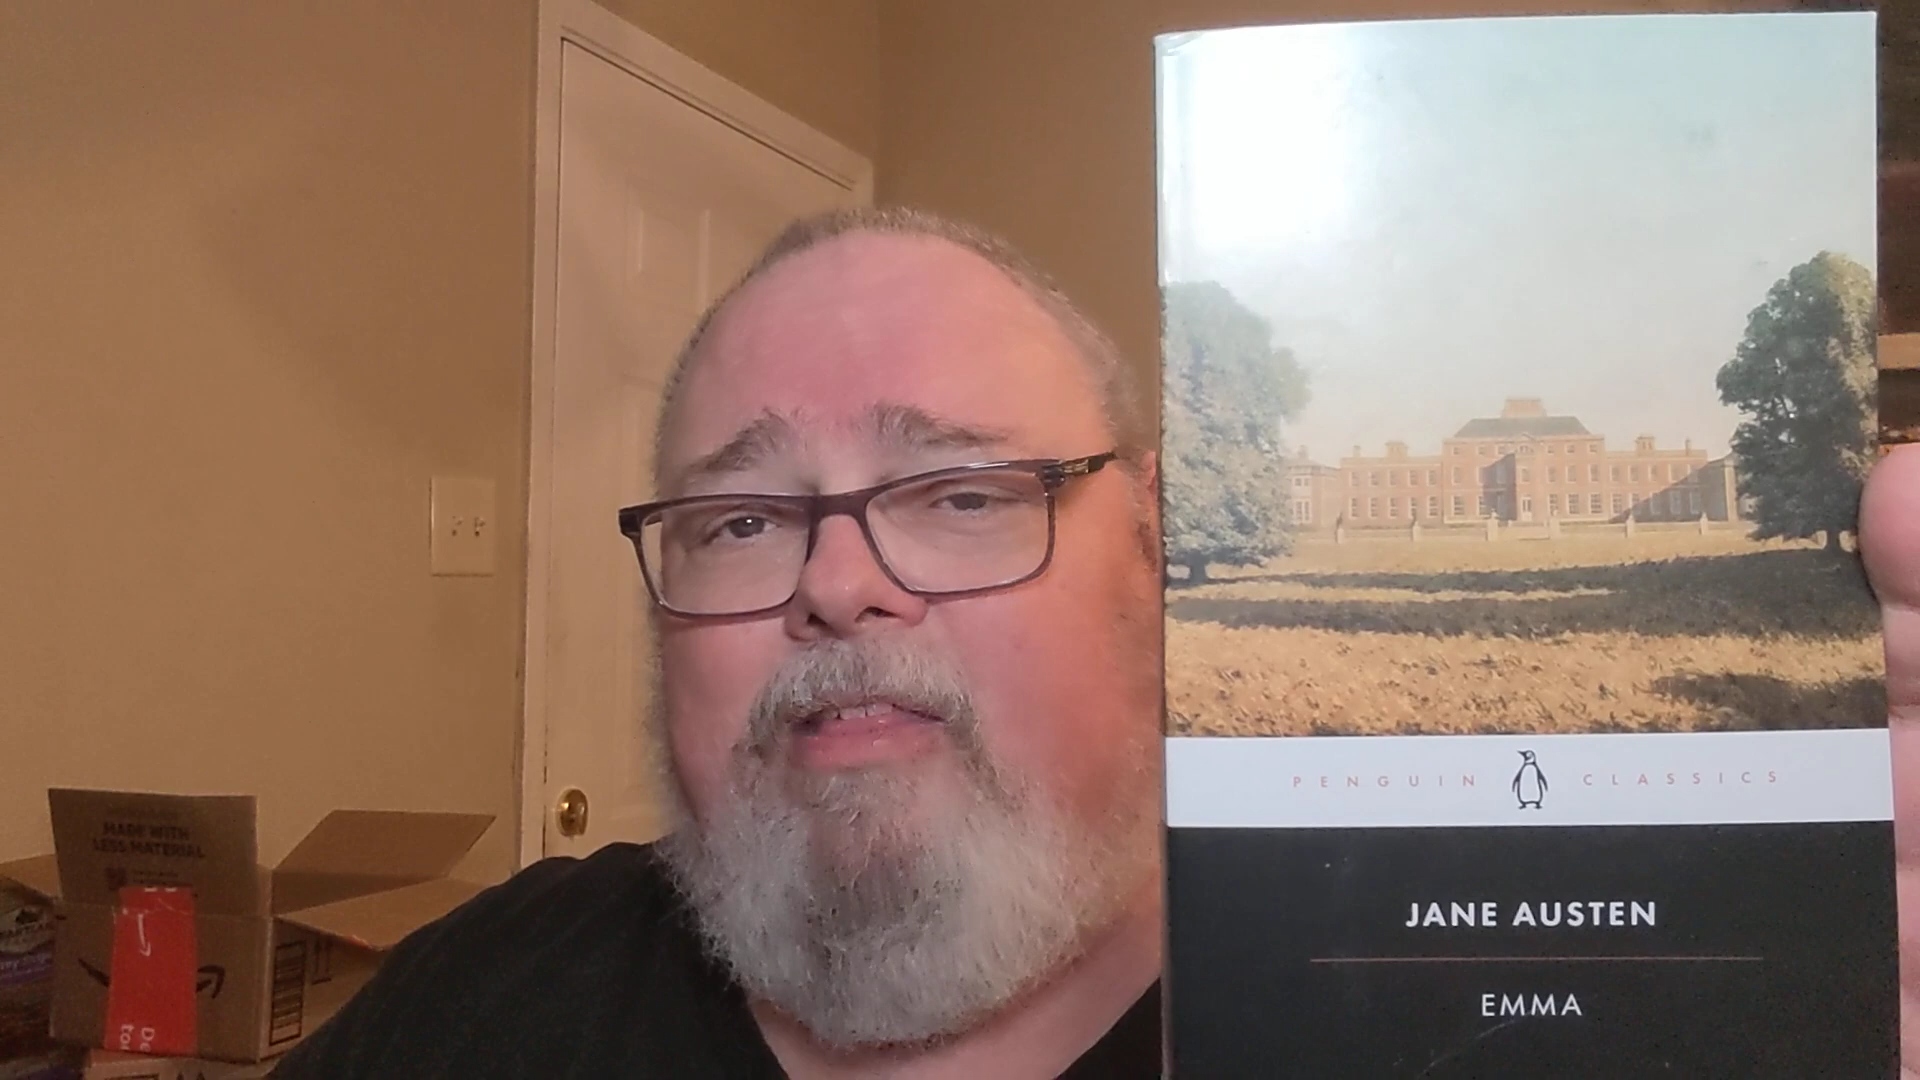 MADE WITH
LESS MATERIAL
PENGUIN CLASSICS
JANE AUSTEN
EMMA